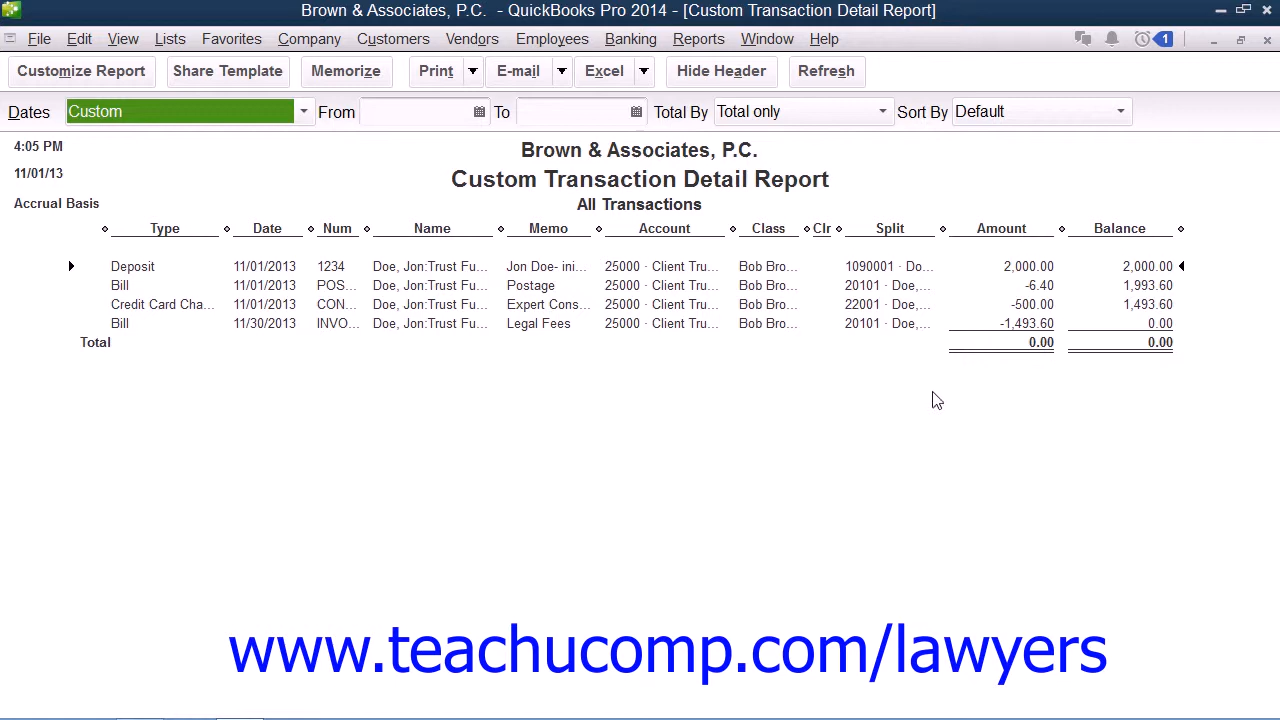 Brown & Associates, P.C.  - QuickBooks Pro 2014 - [Custom Transaction Detail Report]
File Edit View Lists Favorites Company Customers Vendors Employees Banking Reports Window Help 1
Customize Report Share Template Memorize Print E-mail Excel Hide Header Refresh
Dates Custom From To Total By Total only Sort By Default
4:05 PM Brown & Associates, P.C.
11/01/13 Custom Transaction Detail Report
Accrual Basis All Transactions
Type Date Num Name Memo Account Class Clr Split Amount Balance
Deposit 11/01/2013 1234 Doe, Jon:Trust Fu... Jon Doe- ini... 25000 · Client Tru... Bob Bro... 1090001 · Do... 2,000.00 2,000.00
Bill 11/01/2013 POS... Doe, Jon:Trust Fu... Postage 25000 · Client Tru... Bob Bro... 20101 · Doe,... -6.40 1,993.60
Credit Card Cha... 11/01/2013 CON... Doe, Jon:Trust Fu... Expert Cons... 25000 · Client Tru... Bob Bro... 22001 · Doe,... -500.00 1,493.60
Bill 11/30/2013 INVO... Doe, Jon:Trust Fu... Legal Fees 25000 · Client Tru... Bob Bro... 20101 · Doe,... -1,493.60 0.00
Total 0.00 0.00
www.teachucomp.com/lawyers